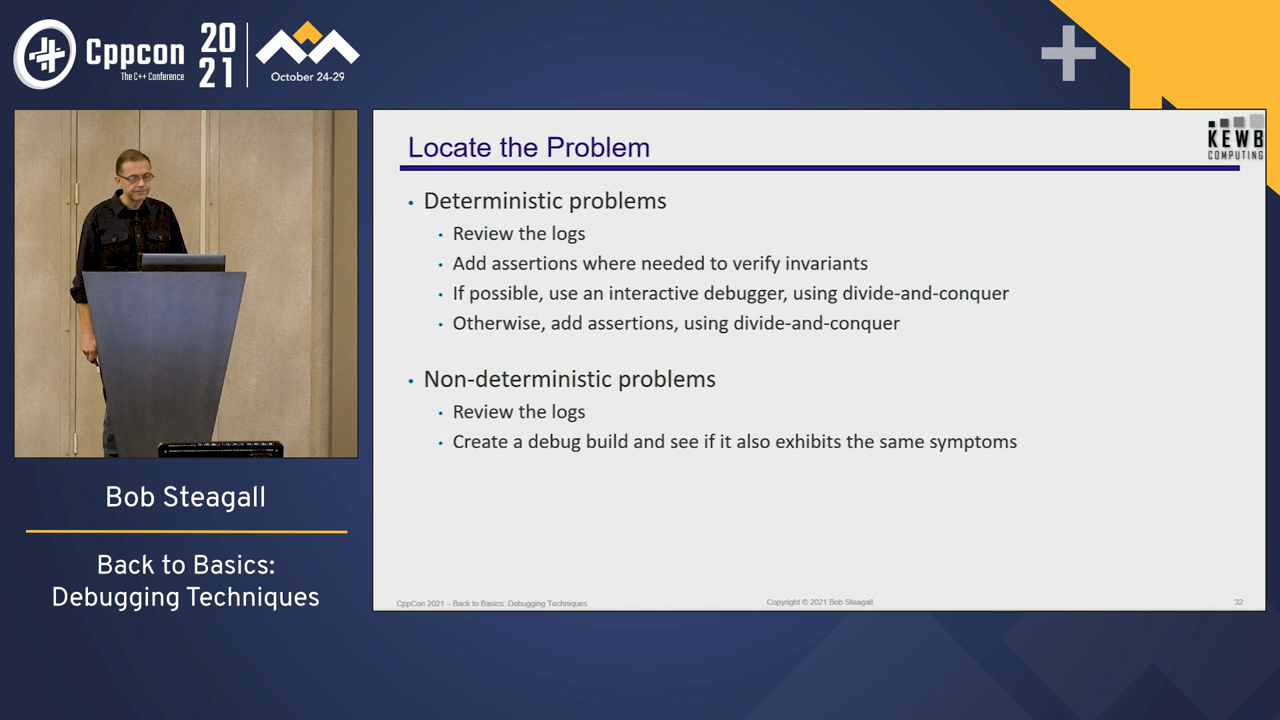 Cppcon
The C++ Conference
20
21
October 24-29
Locate the Problem
KEWB
COMPUTING
• Deterministic problems
• Review the logs
• Add assertions where needed to verify invariants
• If possible, use an interactive debugger, using divide-and-conquer
• Otherwise, add assertions, using divide-and-conquer
• Non-deterministic problems
• Review the logs
• Create a debug build and see if it also exhibits the same symptoms
CppCon 2021 – Back to Basics: Debugging Techniques
Copyright © 2021 Bob Steagall
32
Bob Steagall
Back to Basics:
Debugging Techniques